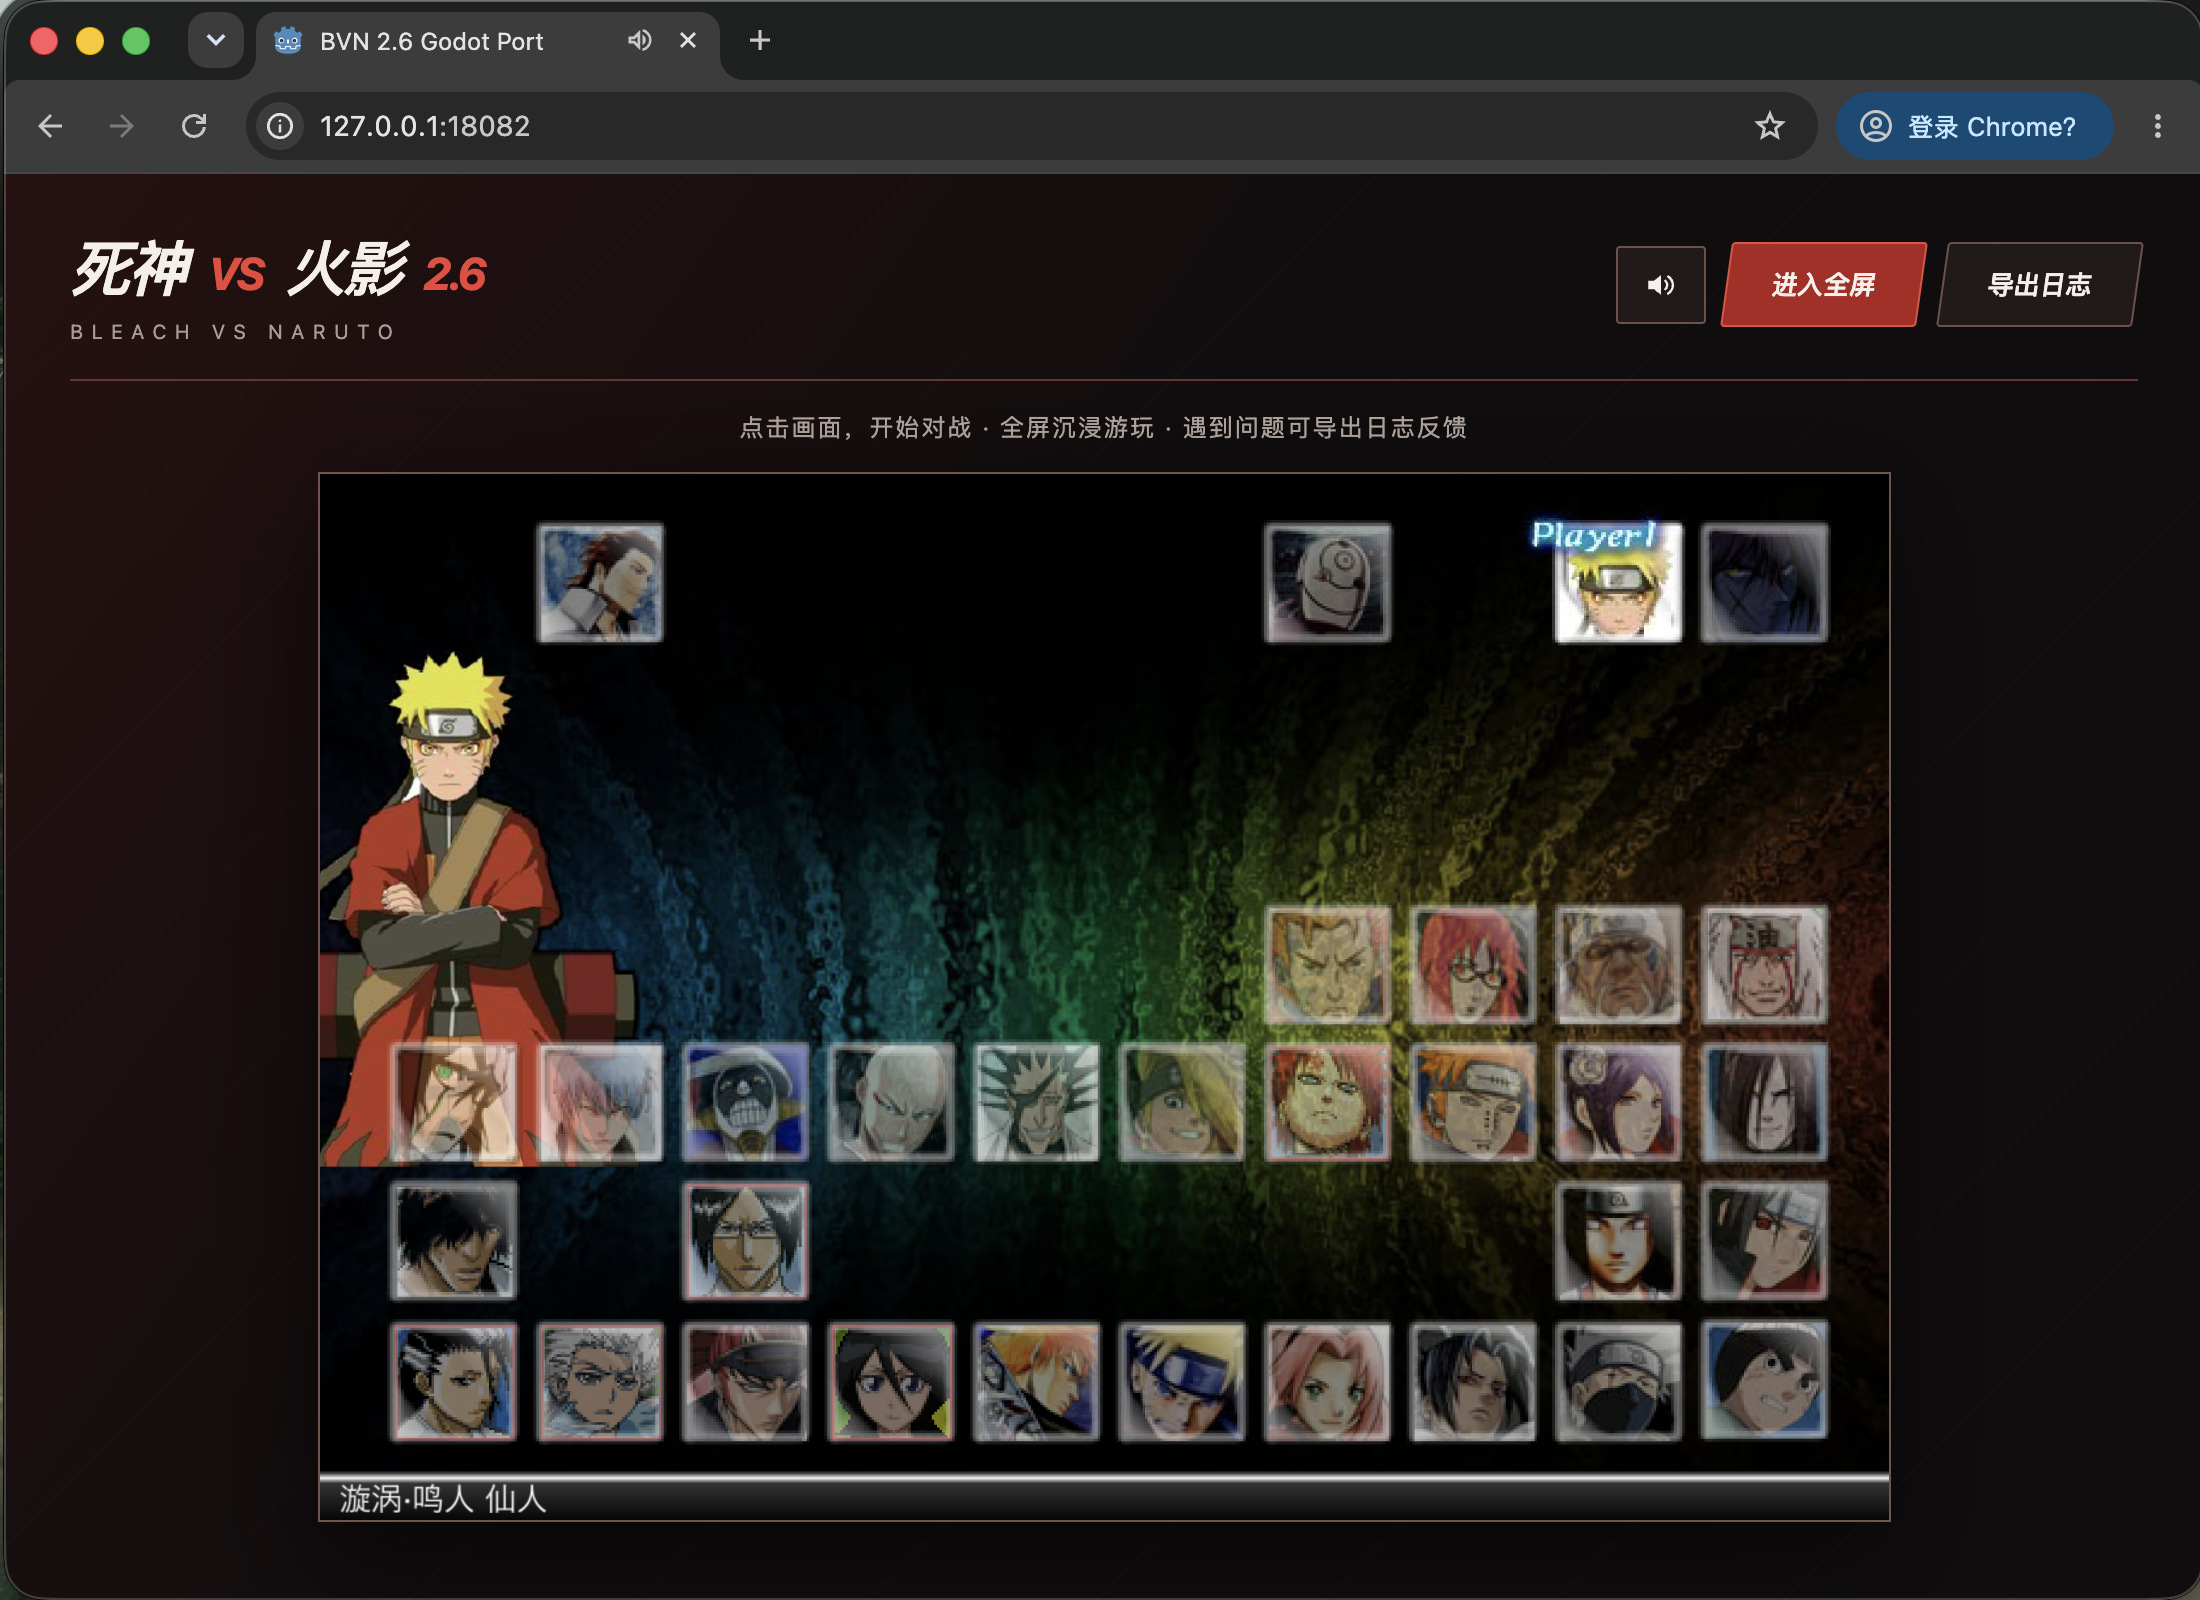 BVN 2.6 Godot Port
127.0.0.1:18082
登录 Chrome?
死神 VS 火影 2.6
BLEACH VS NARUTO
进入全屏
导出日志
点击画面，开始对战 · 全屏沉浸游玩 · 遇到问题可导出日志反馈
Player1
油
漩涡·鸣人 仙人